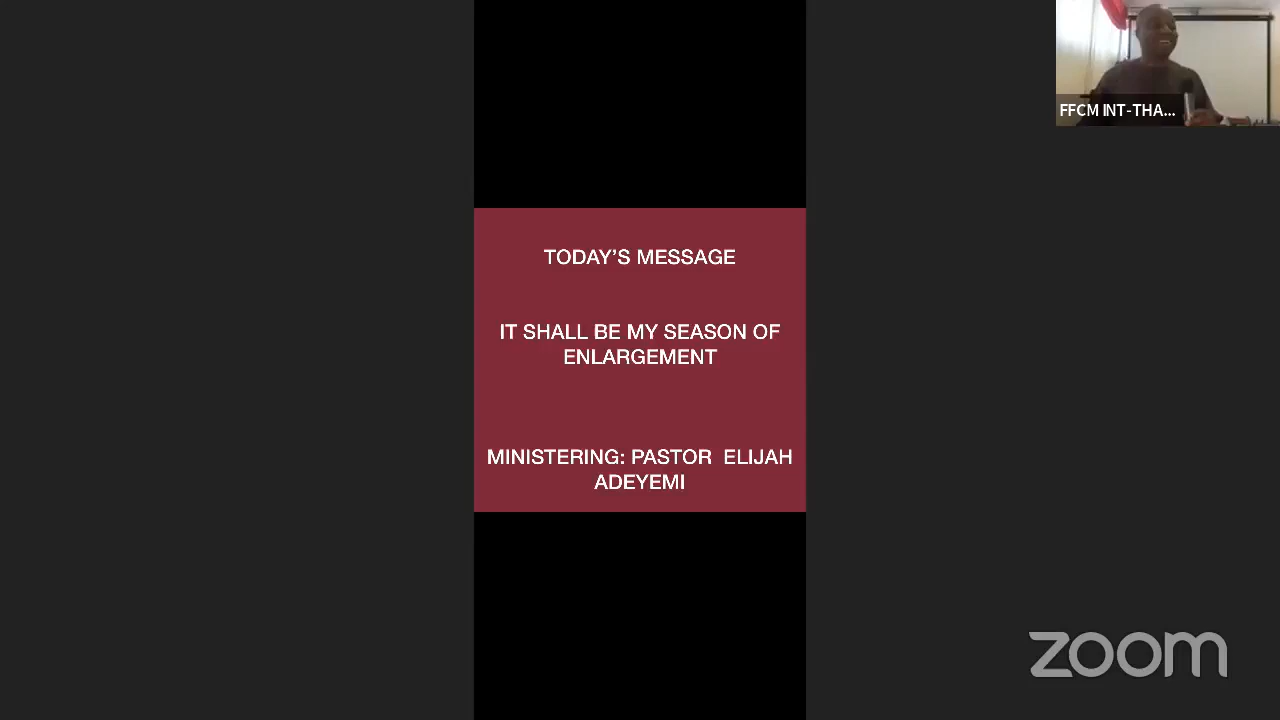 FFCM INT-THA...
TODAY'S MESSAGE
IT SHALL BE MY SEASON OF
ENLARGEMENT
MINISTERING: PASTOR ELIJAH
ADEYEMI
zoom